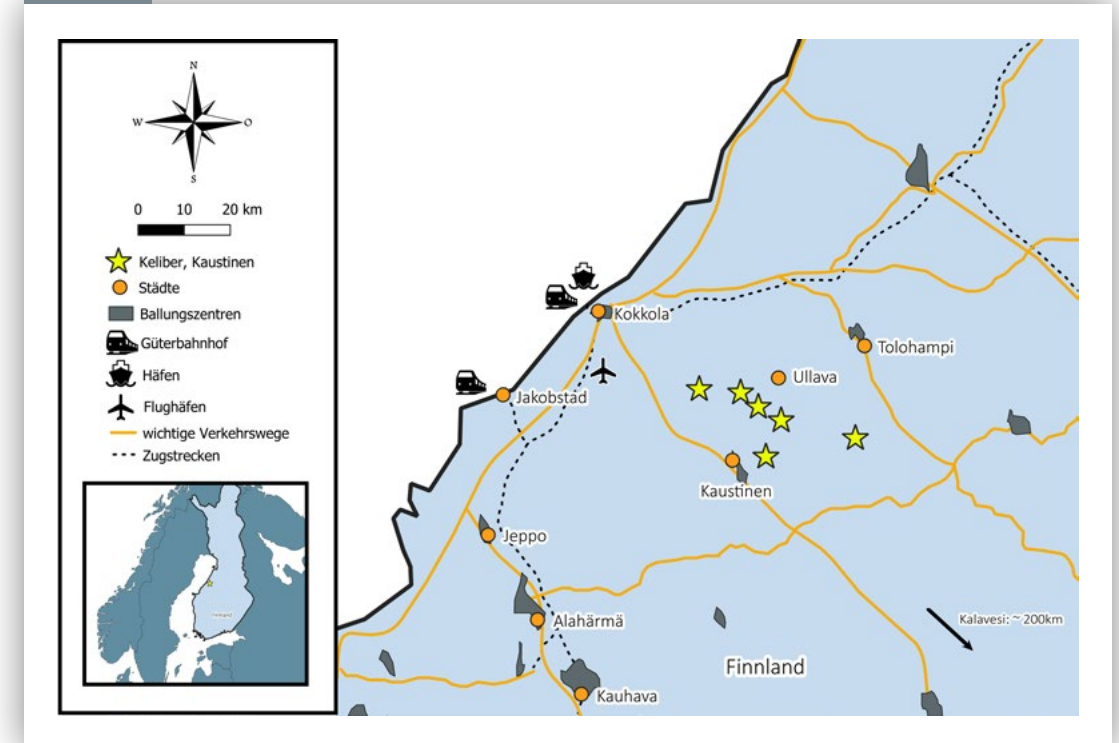 N
W
O
S
0 10 20 km
Keliber, Kaustinen
Städte
Ballungszentren
Güterbahnhof
Häfen
Flughäfen
wichtige Verkehrswege
Zugstrecken
Kokkola
Tolohampi
Ullava
Jakobstad
Kaustinen
Jeppo
Alahärmä
Kalavesi: ~ 200km
Finnland
Kauhava